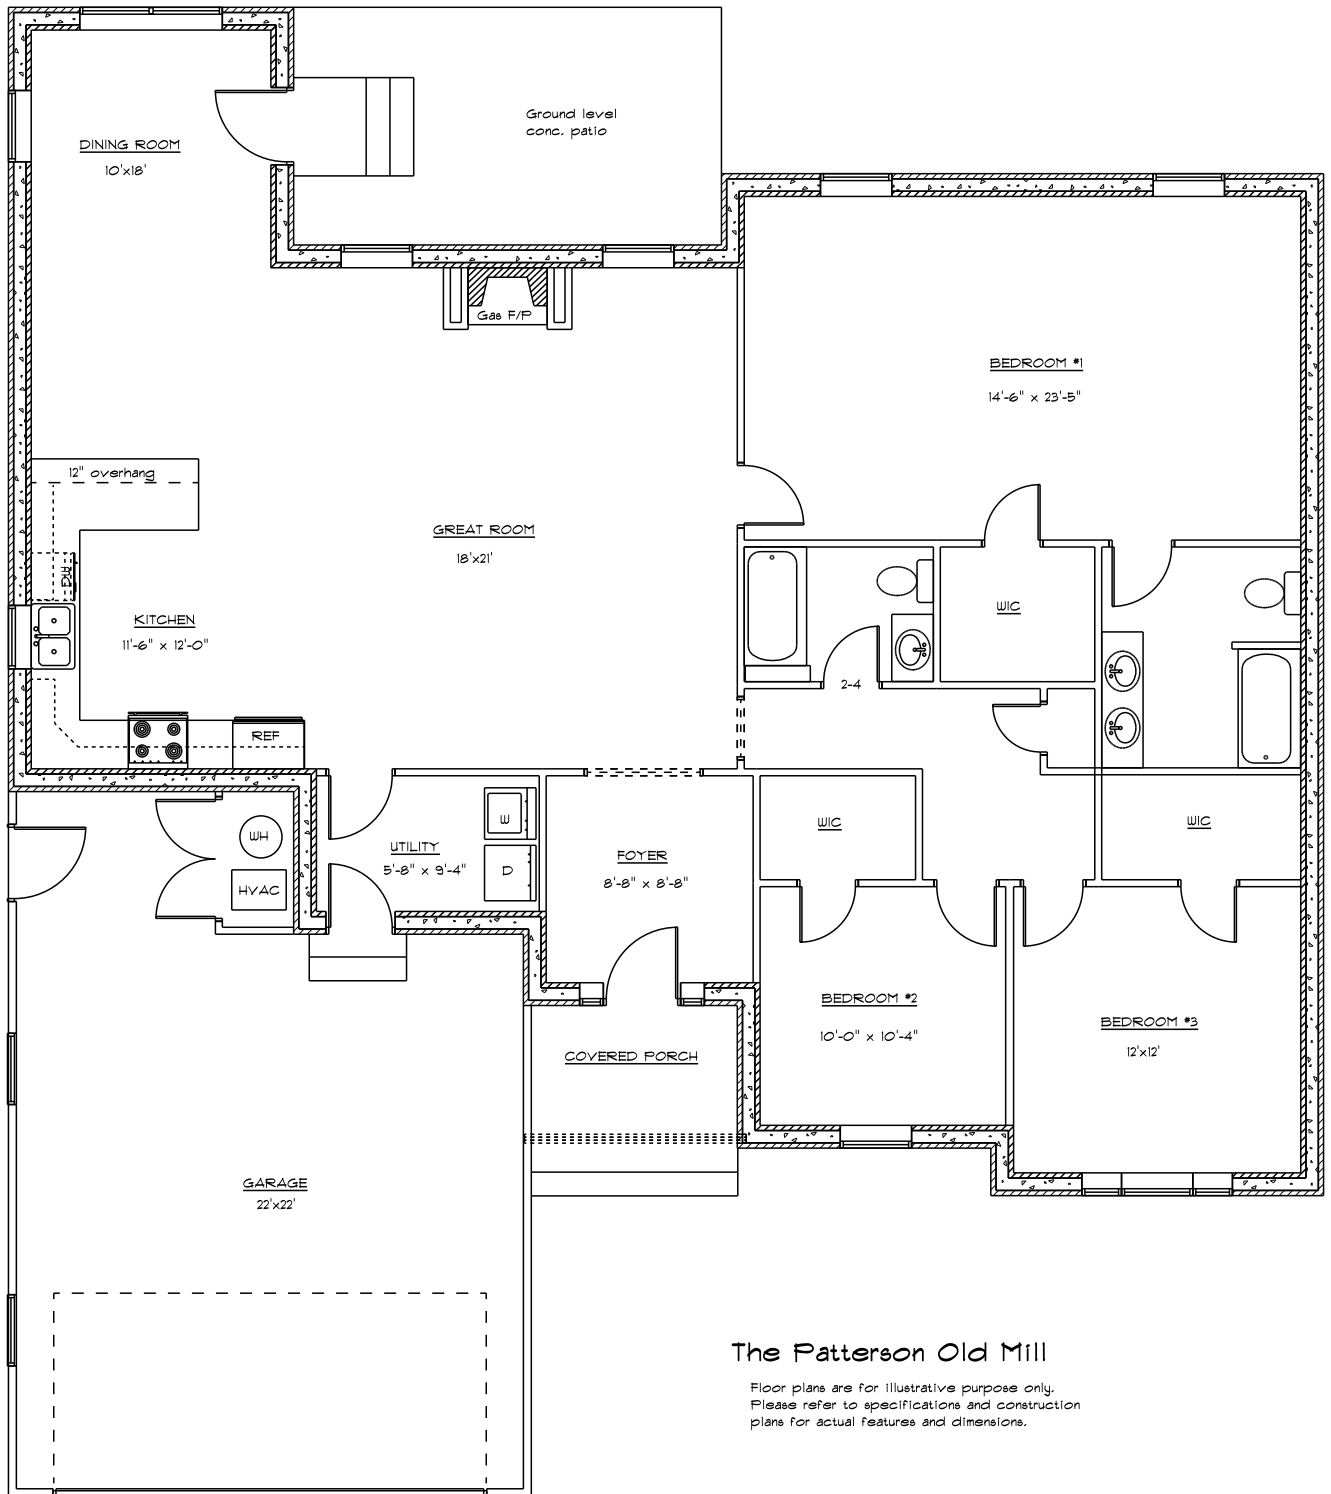 Ground level
conc. patio
DINING ROOM
10'x18'
Gas F/P
BEDROOM #1
14'-6" x 23'-5"
12" overhang
GREAT ROOM
18'x21'
DW
KITCHEN
11'-6" x 12'-0"
WIC
2-4
REF
WH
HVAC
UTILITY
5'-8" x 9'-4"
W
D
FOYER
8'-8" x 8'-8"
WIC
WIC
BEDROOM #2
10'-0" x 10'-4"
BEDROOM #3
12'x12'
COVERED PORCH
GARAGE
22'x22'
The Patterson Old Mill
Floor plans are for illustrative purpose only.
Please refer to specifications and construction
plans for actual features and dimensions.